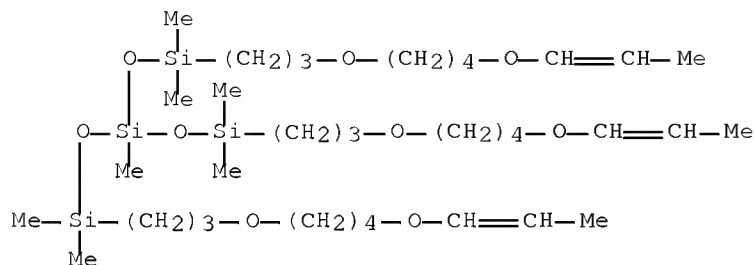 Me
O—Si—(CH2)3—O—(CH2)4—O—CH=CH—Me
Me Me
O—Si—O—Si—(CH2)3—O—(CH2)4—O—CH=CH—Me
Me Me
Me—Si—(CH2)3—O—(CH2)4—O—CH=CH—Me
Me